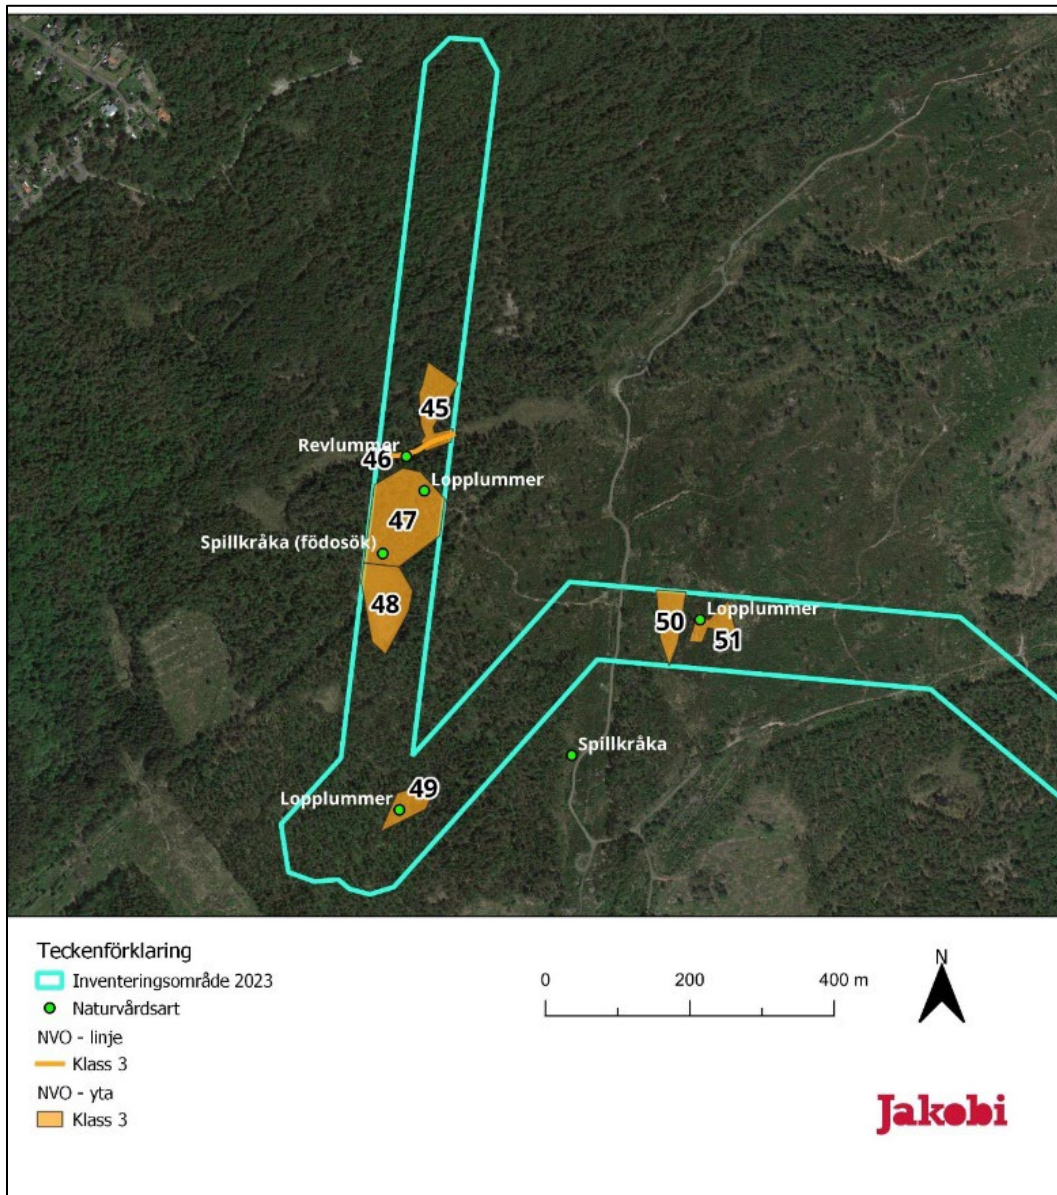 45
Revlummer
46
Lopplummer
47
Spillkråka (födosök)
48
50
Lopplummer
51
Spillkråka
49
Lopplummer
Teckenförklaring
Inventeringsområde 2023
Naturvårdsart
NVO - linje
Klass 3
NVO - yta
Klass 3
0 200 400 m
N
Jakobi